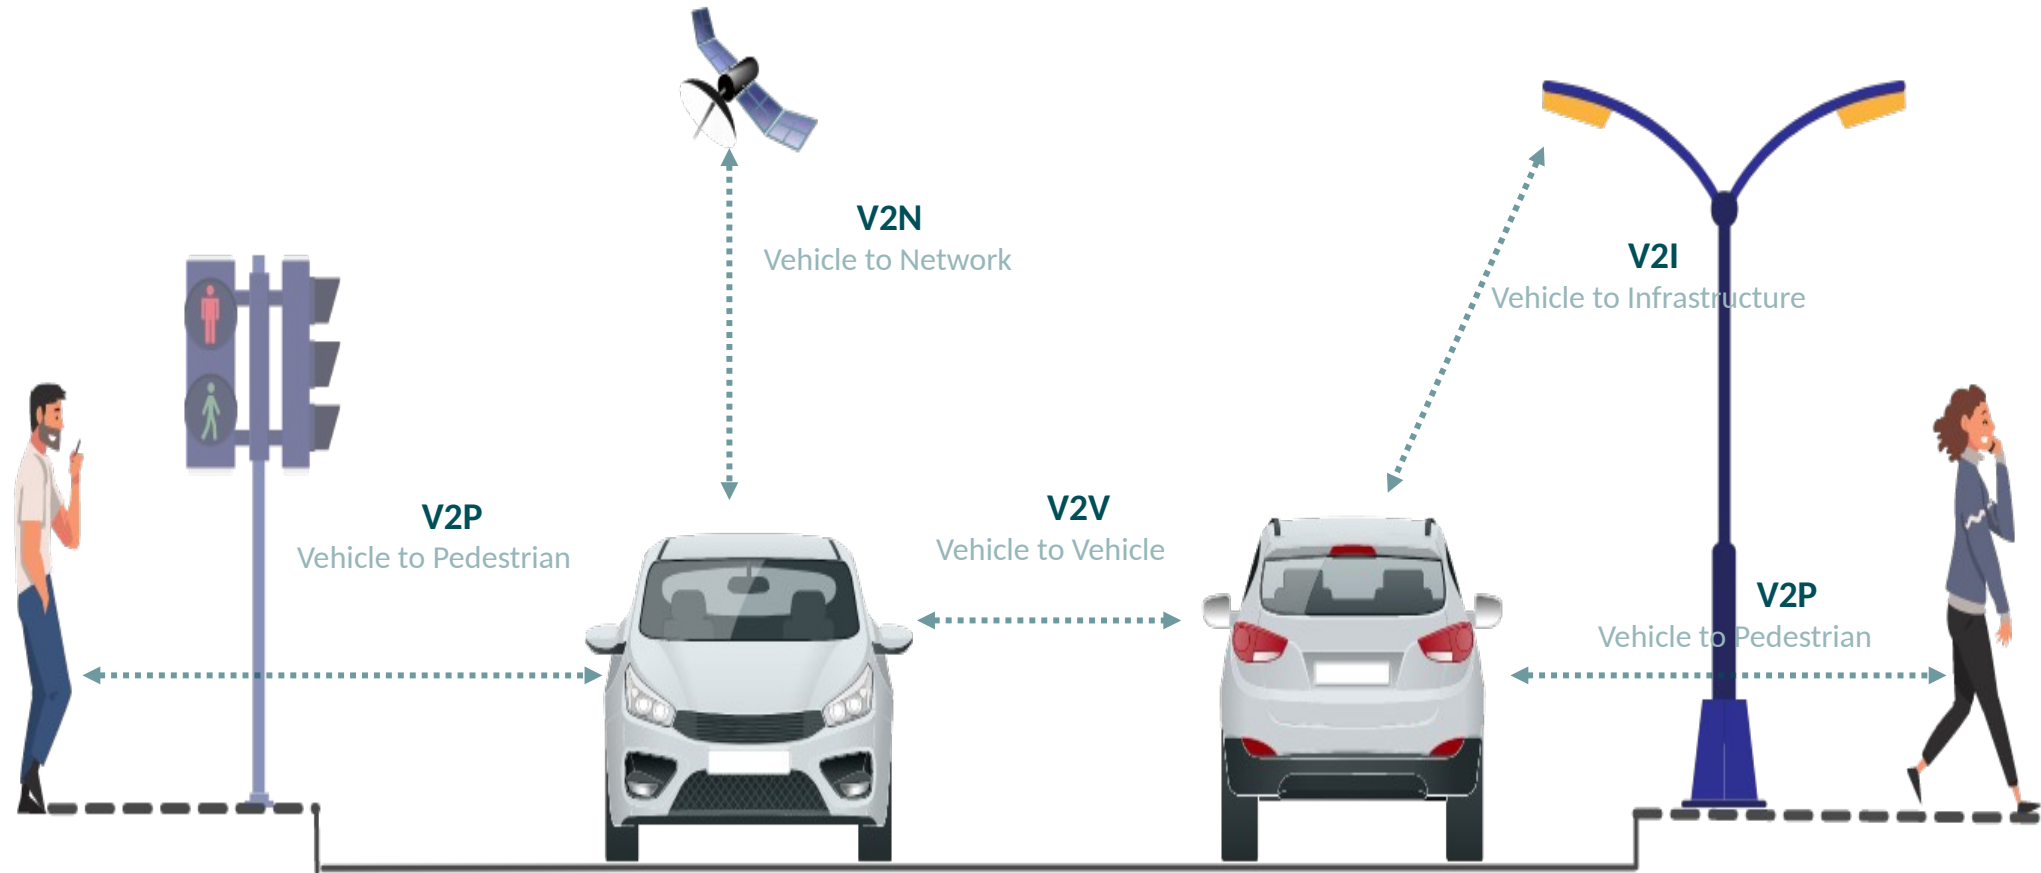 V2N
Vehicle to Network
V2I
Vehicle to Infrastructure
V2P
Vehicle to Pedestrian
V2V
Vehicle to Vehicle
V2P
Vehicle to Pedestrian